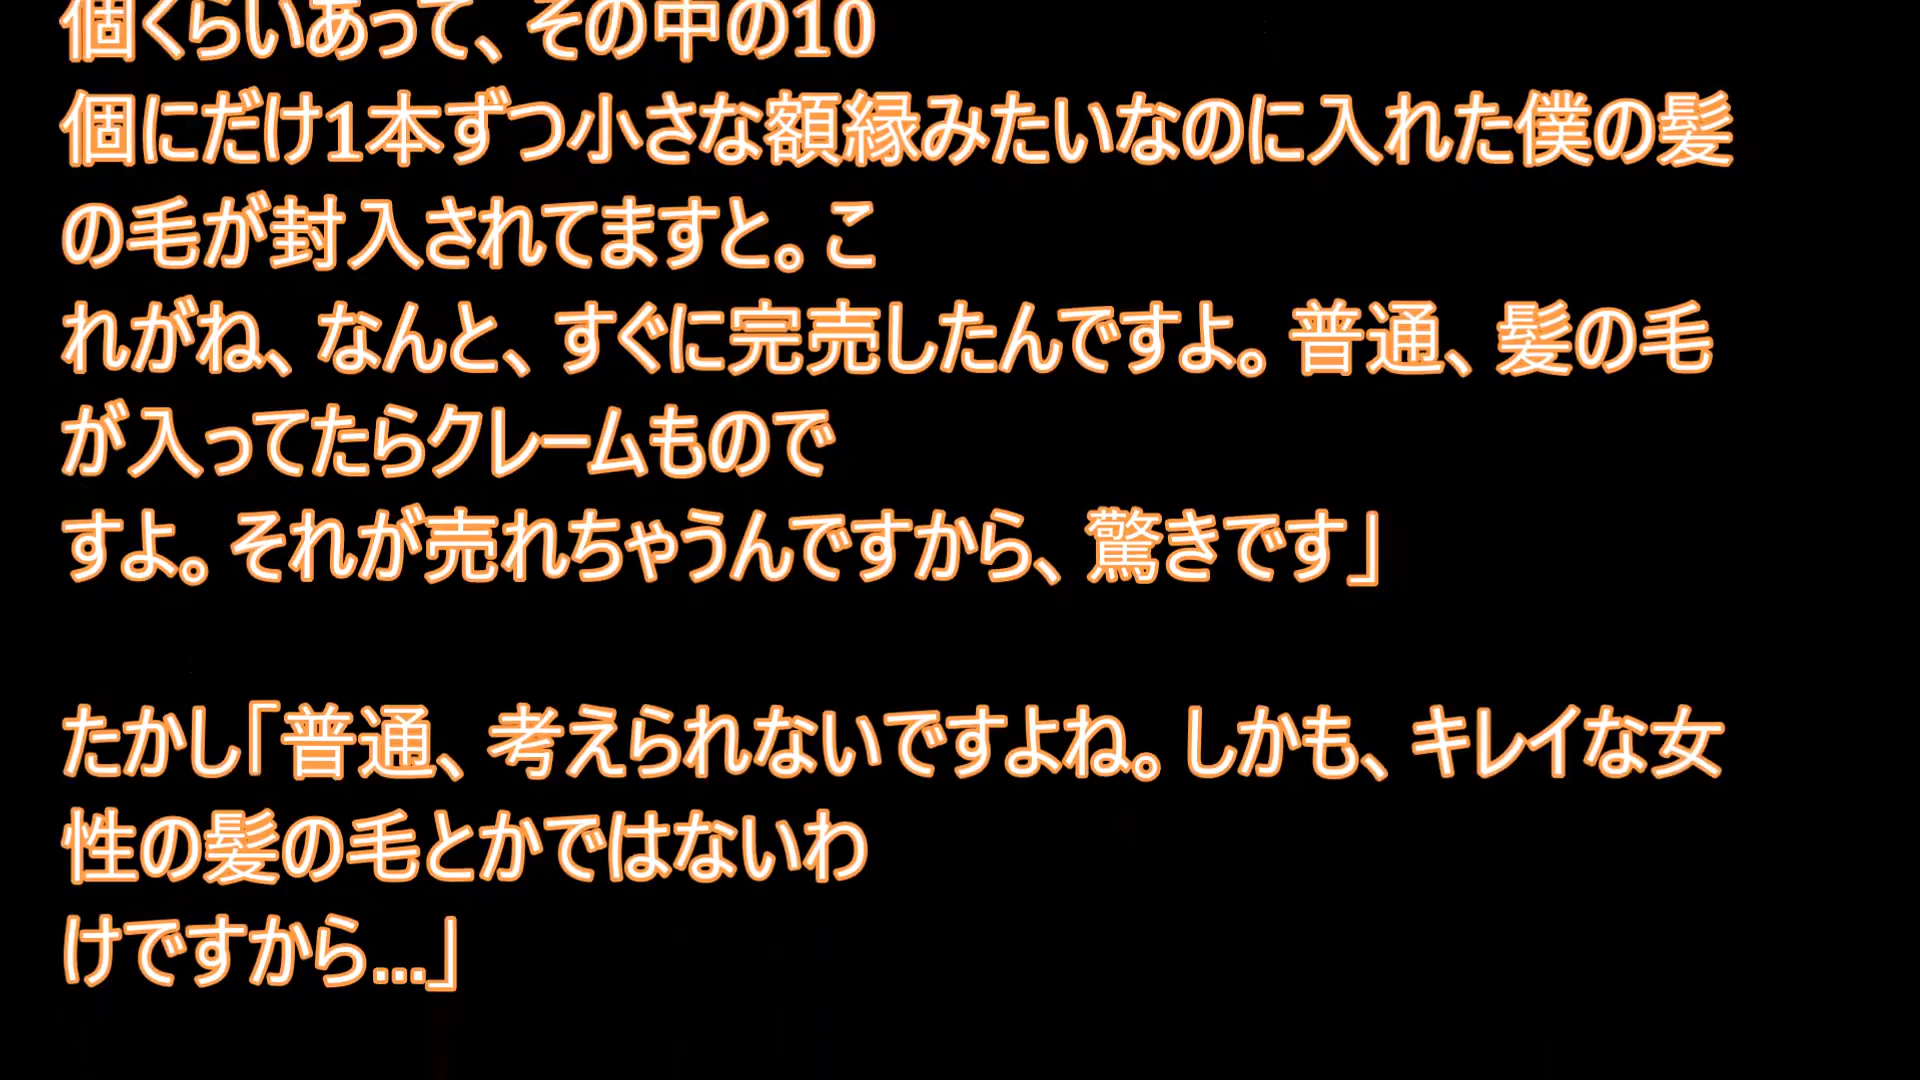 個くらいあって、その中の10
個にだけ1本ずつ小さな額縁みたいなのに入れた僕の髪
の毛が封入されてますと。こ
れがね、なんと、すぐに完売したんですよ。普通、髪の毛
が入ってたらクレームもので
すよ。それが売れちゃうんですから、驚きです」
たかし「普通、考えられないですよね。しかも、キレイな女
性の髪の毛とかではないわ
けですから…」